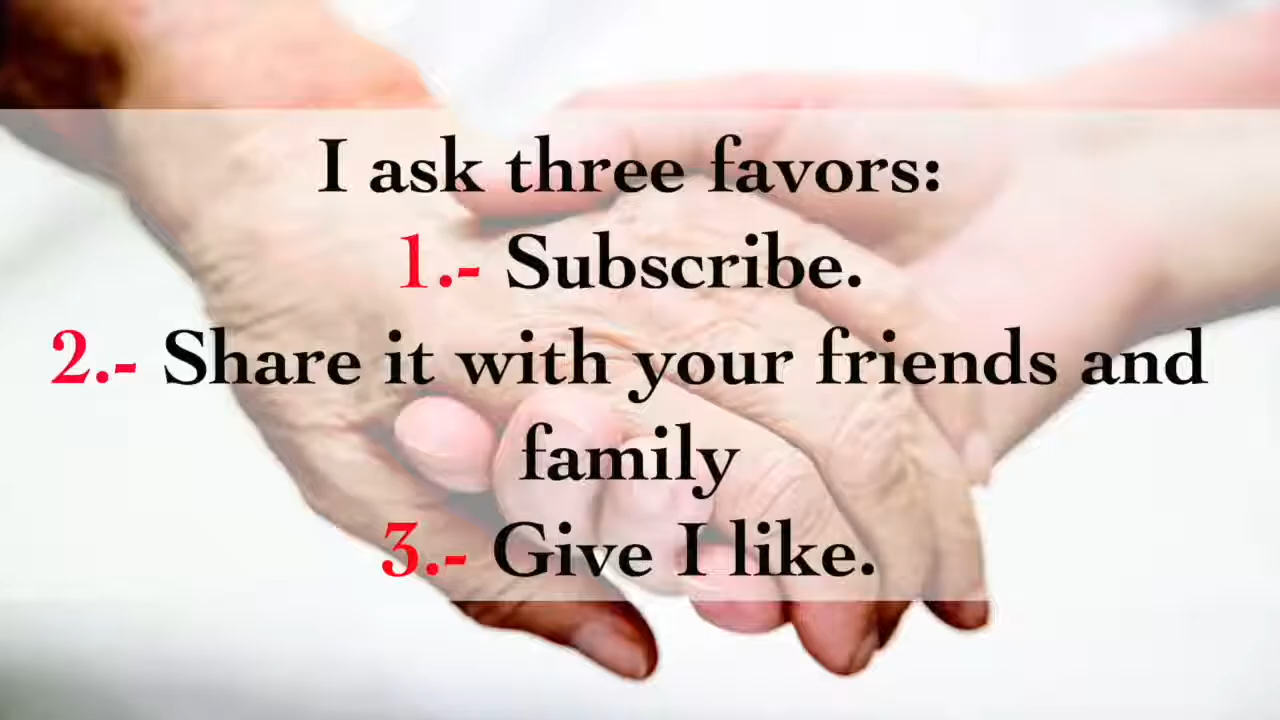 I ask three favors:
1.- Subscribe.
2.- Share it with your friends and
family
3.- Give I like.